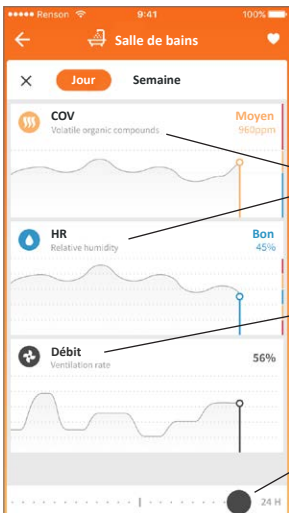 Renson 9:41 100%
Salle de bains
Jour Semaine
COV Moyen
Volatile organic compounds 960ppm
HR Bon
Relative humidity 45%
Débit
Ventilation rate 56%
24 H